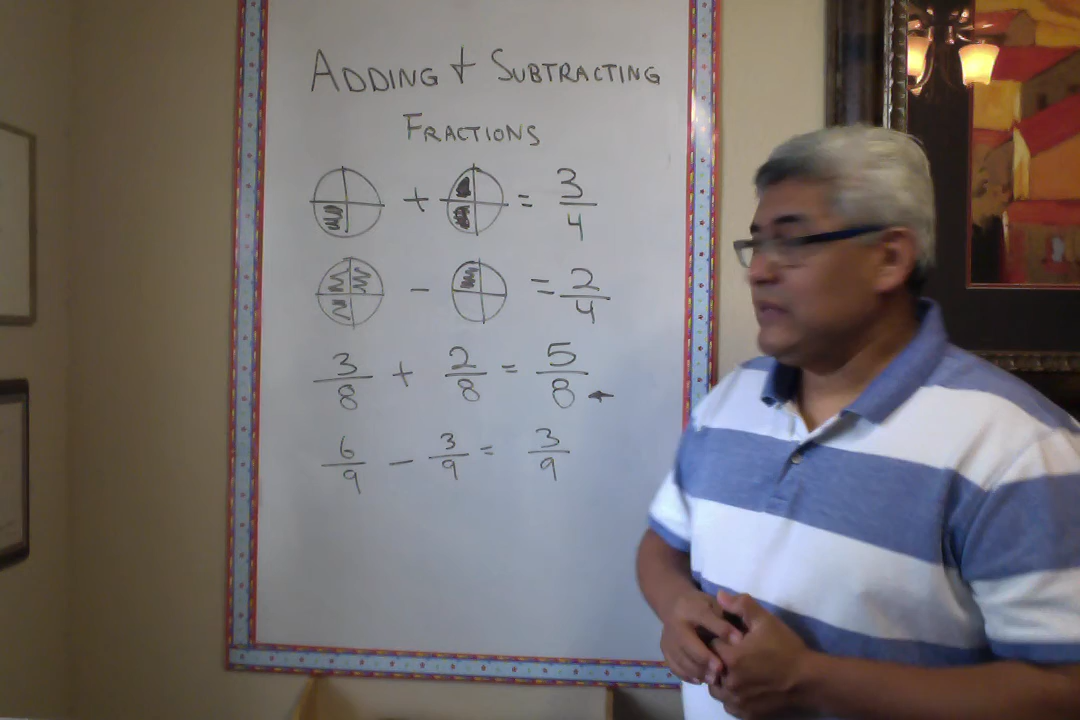 ADDING + SUBTRACTING
FRACTIONS
+ = 3/4
- = 2/4
3/8 + 2/8 = 5/8
6/9 - 3/9 = 3/9